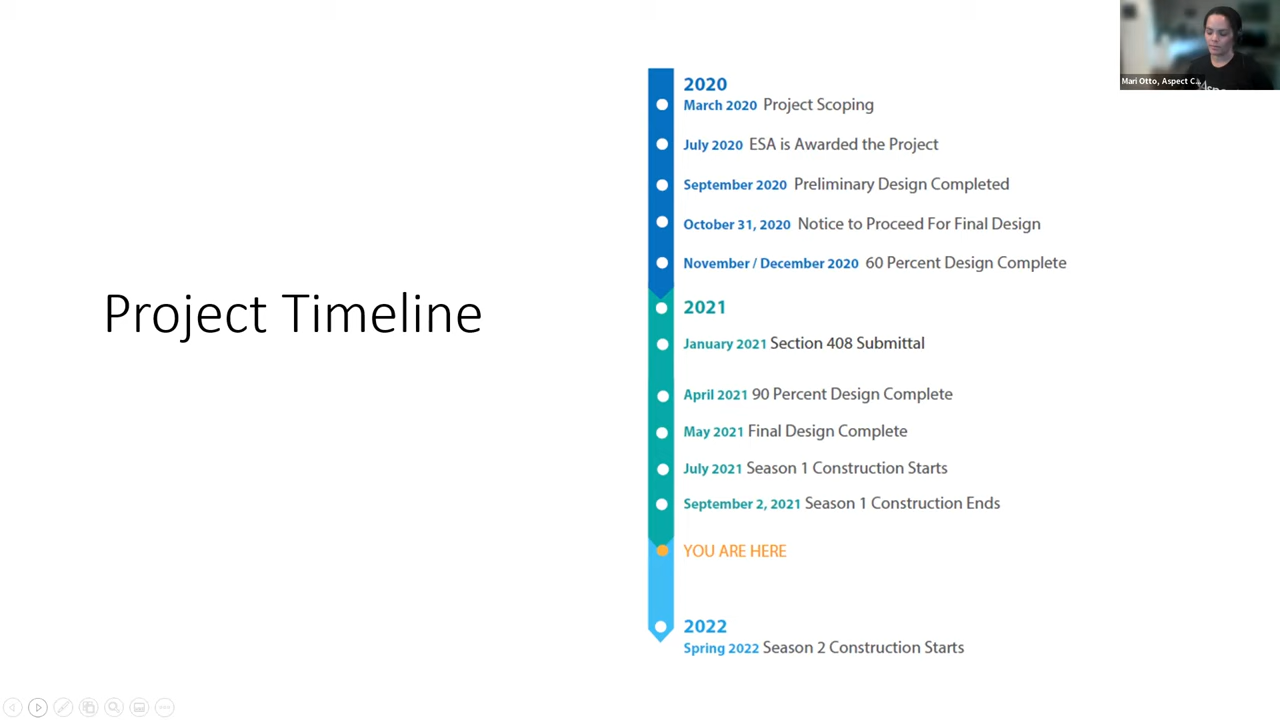 Project Timeline
2020
March 2020 Project Scoping
July 2020 ESA is Awarded the Project
September 2020 Preliminary Design Completed
October 31, 2020 Notice to Proceed For Final Design
November / December 2020 60 Percent Design Complete
2021
January 2021 Section 408 Submittal
April 2021 90 Percent Design Complete
May 2021 Final Design Complete
July 2021 Season 1 Construction Starts
September 2, 2021 Season 1 Construction Ends
YOU ARE HERE
2022
Spring 2022 Season 2 Construction Starts
Mari Otto, Aspect C...